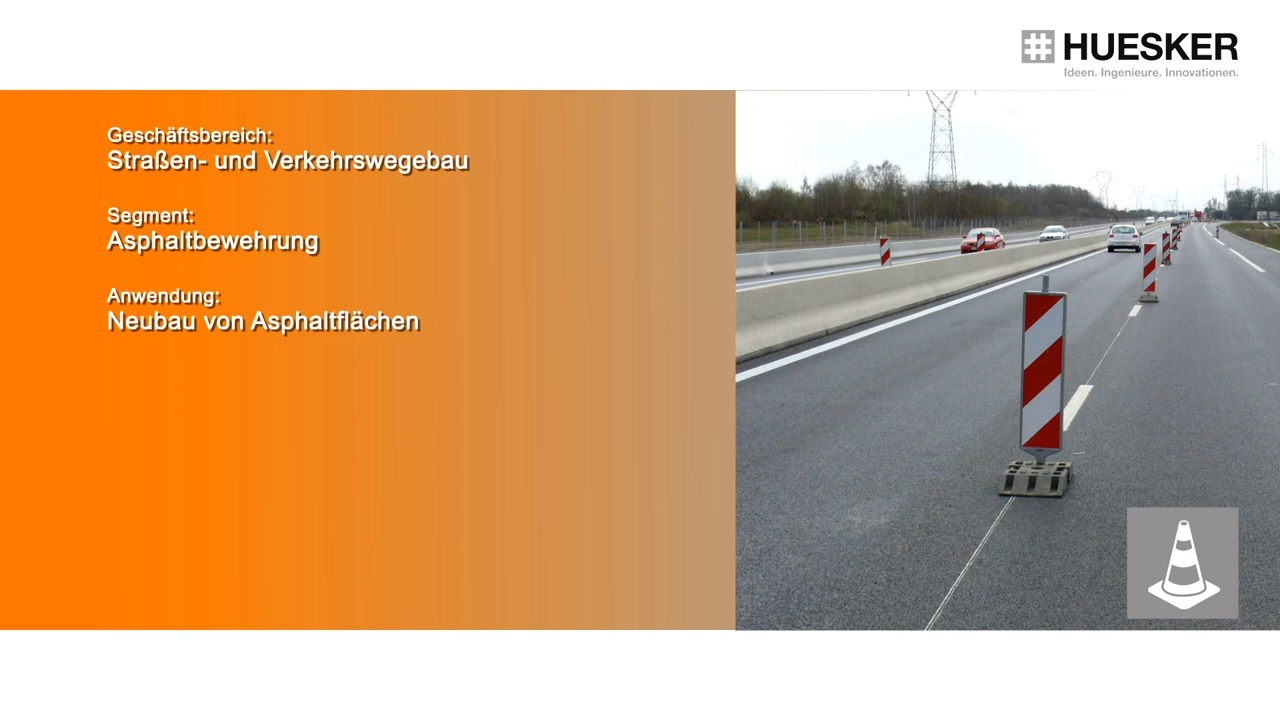 HUESKER
Ideen. Ingenieure. Innovationen.
Geschäftsbereich:
Straßen- und Verkehrswegebau
Segment:
Asphaltbewehrung
Anwendung:
Neubau von Asphaltflächen